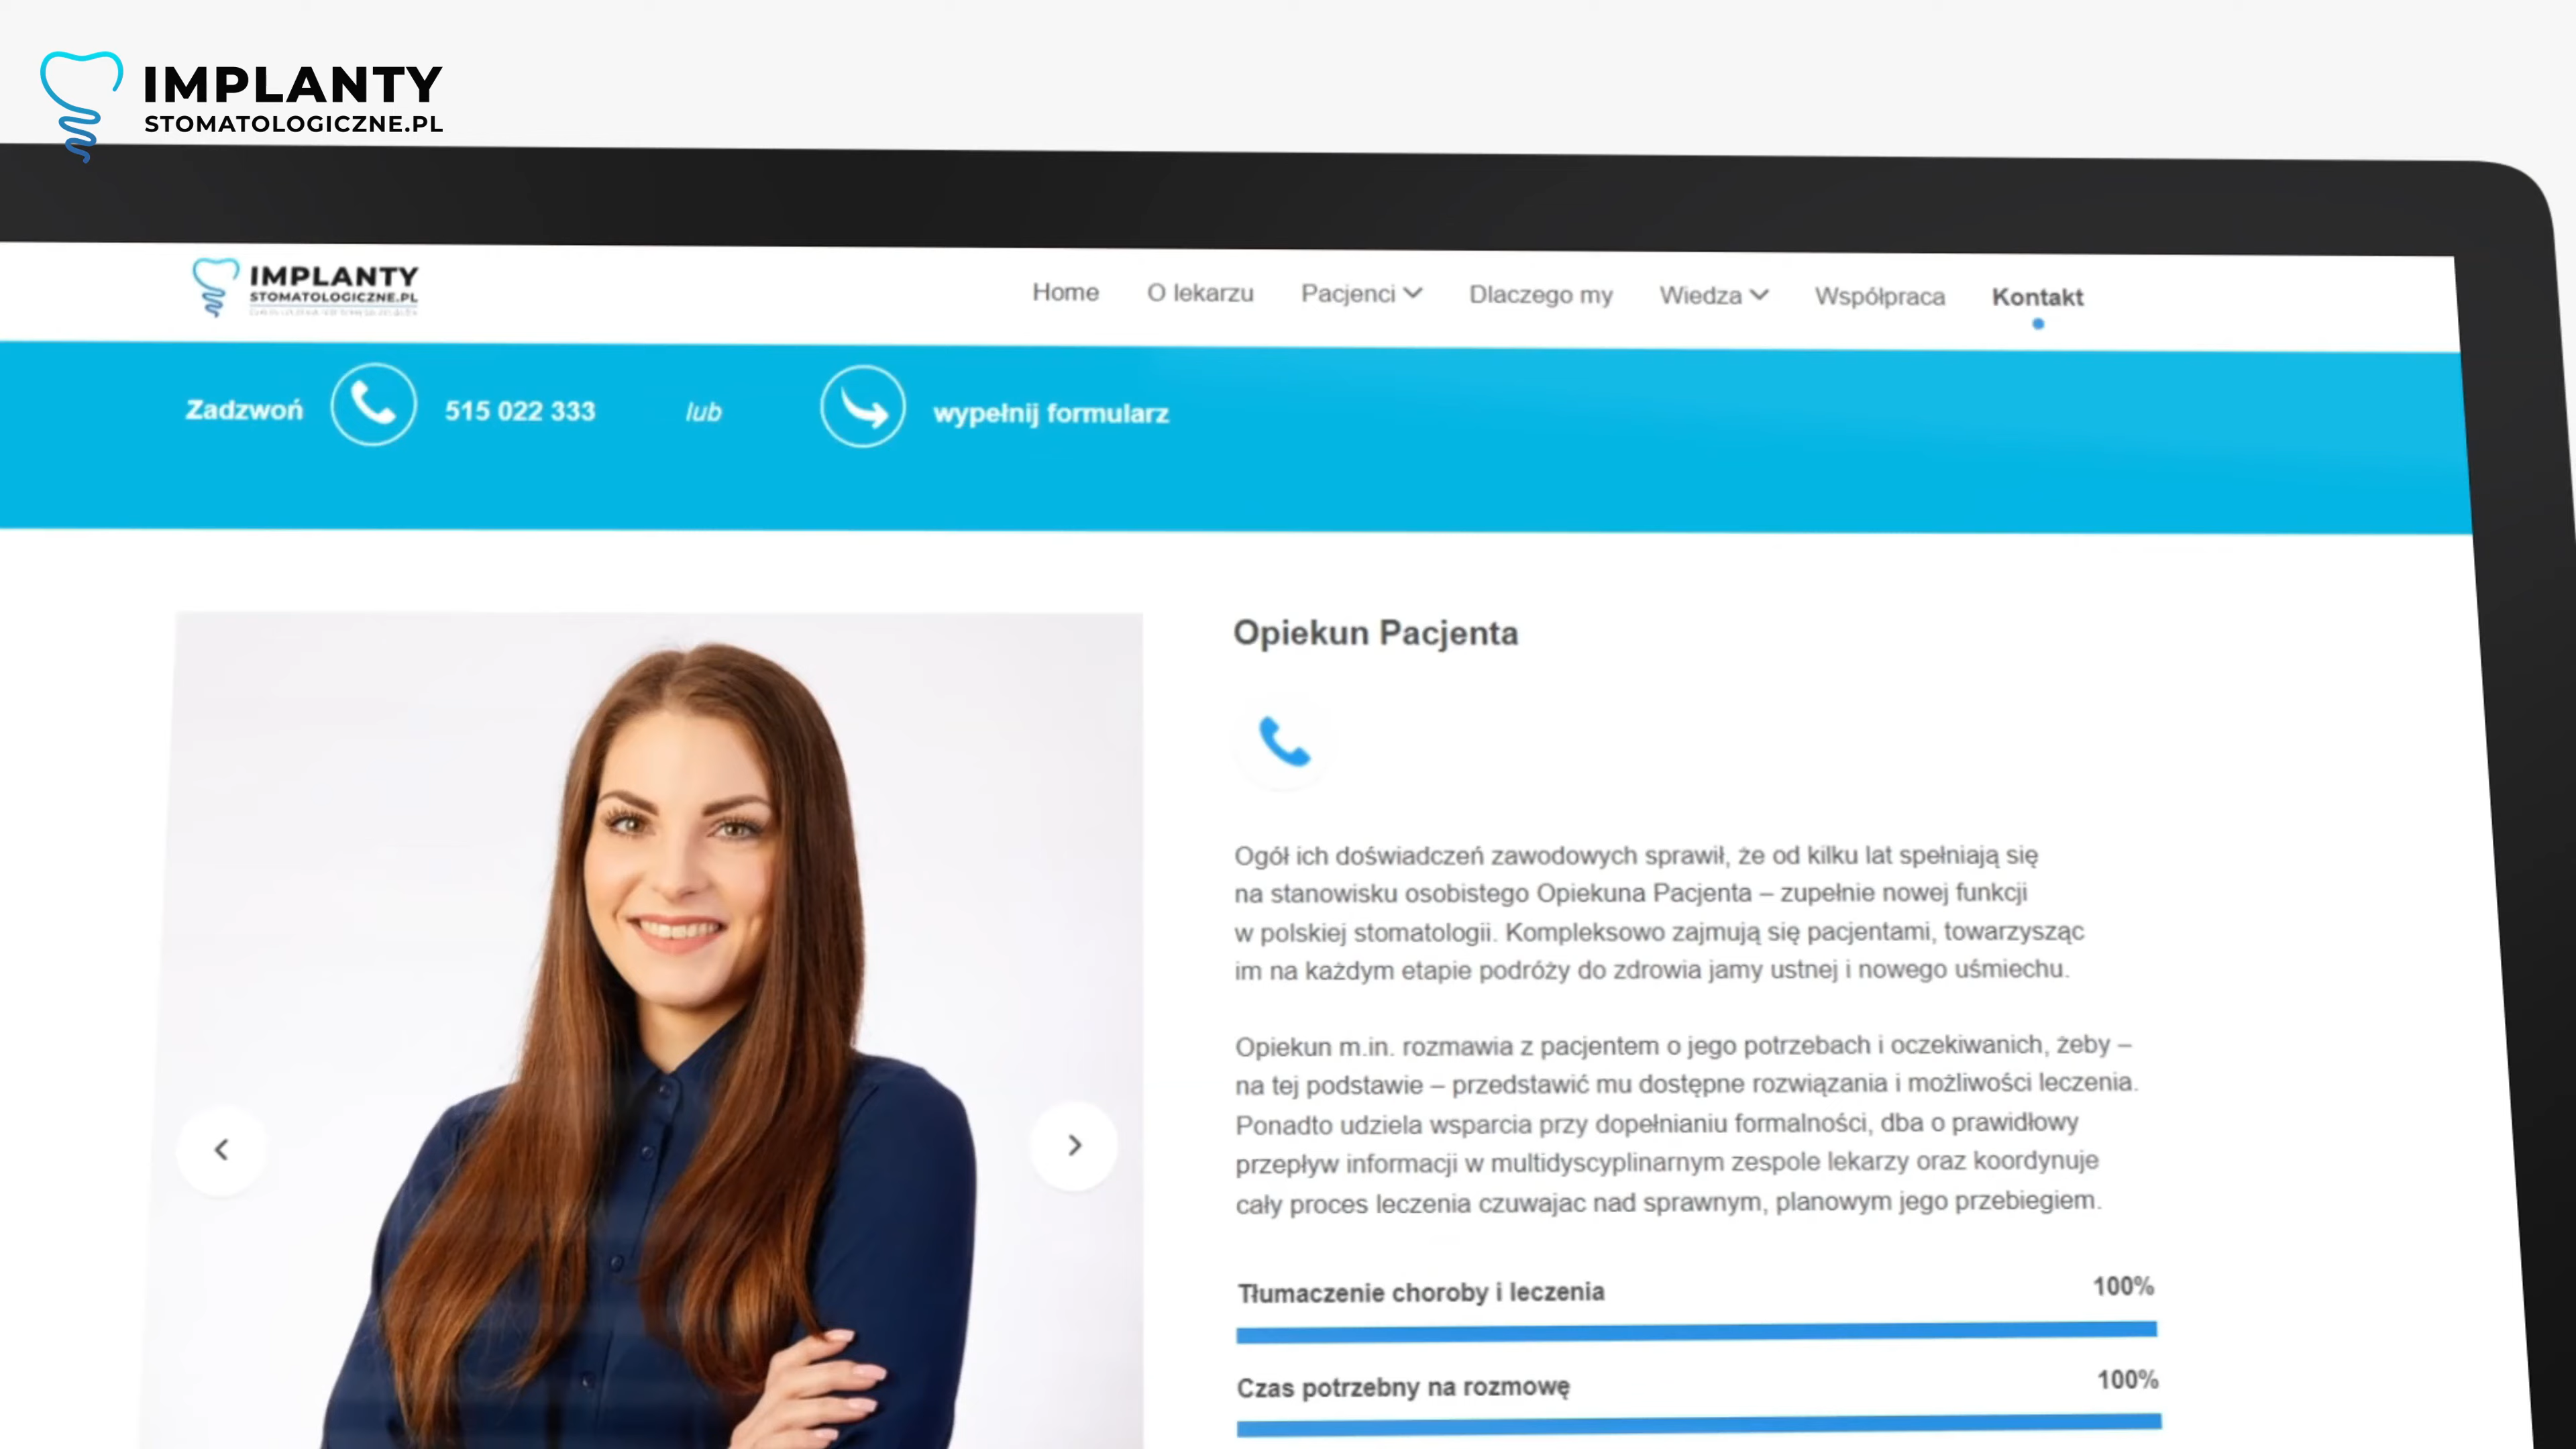 IMPLANTY
STOMATOLOGICZNE.PL
IMPLANTY
STOMATOLOGICZNE.PL
Home O lekarzu Pacjenci Dlaczego my Wiedza Współpraca Kontakt
Zadzwoń 515 022 333 lub wypełnij formularz
Opiekun Pacjenta
Ogół ich doświadczeń zawodowych sprawił, że od kilku lat spełniają się
na stanowisku osobistego Opiekuna Pacjenta – zupełnie nowej funkcji
w polskiej stomatologii. Kompleksowo zajmują się pacjentami, towarzysząc
im na każdym etapie podróży do zdrowia jamy ustnej i nowego uśmiechu.
Opiekun m.in. rozmawia z pacjentem o jego potrzebach i oczekiwanich, żeby –
na tej podstawie – przedstawić mu dostępne rozwiązania i możliwości leczenia.
Ponadto udziela wsparcia przy dopełnianiu formalności, dba o prawidłowy
przepływ informacji w multidyscyplinarnym zespole lekarzy oraz koordynuje
cały proces leczenia czuwajac nad sprawnym, planowym jego przebiegiem.
Tłumaczenie choroby i leczenia 100%
Czas potrzebny na rozmowę 100%